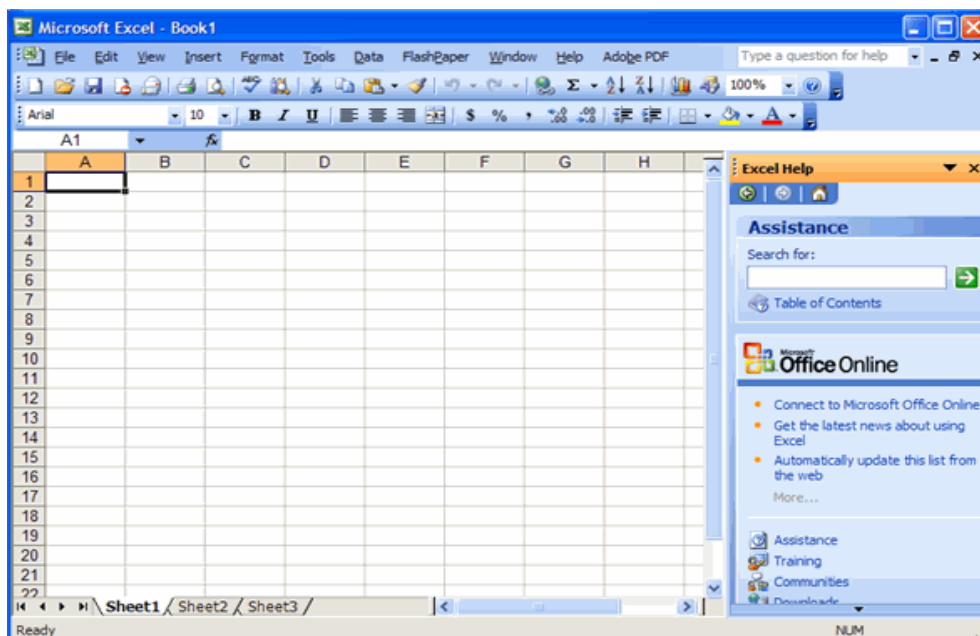 Microsoft Excel - Book1
File Edit View Insert Format Tools Data FlashPaper Window Help Adobe PDF Type a question for help
100%
Arial 10 B I U $ % ,
A1 fx
A B C D E F G H
Excel Help
1
2
3
4
5
6
7
8
9
10
11
12
13
14
15
16
17
18
19
20
21
22
Assistance
Search for:
Table of Contents
Microsoft
Office Online
Connect to Microsoft Office Online
Get the latest news about using
Excel
Automatically update this list from
the web
More...
Assistance
Training
Communities
Downloads
Sheet1 Sheet2 Sheet3
Ready NUM